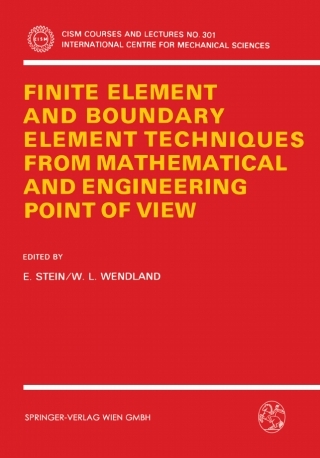 CISM
CISM COURSES AND LECTURES NO. 301
INTERNATIONAL CENTRE FOR MECHANICAL SCIENCES
FINITE ELEMENT
AND BOUNDARY
ELEMENT TECHNIQUES
FROM MATHEMATICAL
AND ENGINEERING
POINT OF VIEW
EDITED BY
E. STEIN/W. L. WENDLAND
SPRINGER-VERLAG WIEN GMBH